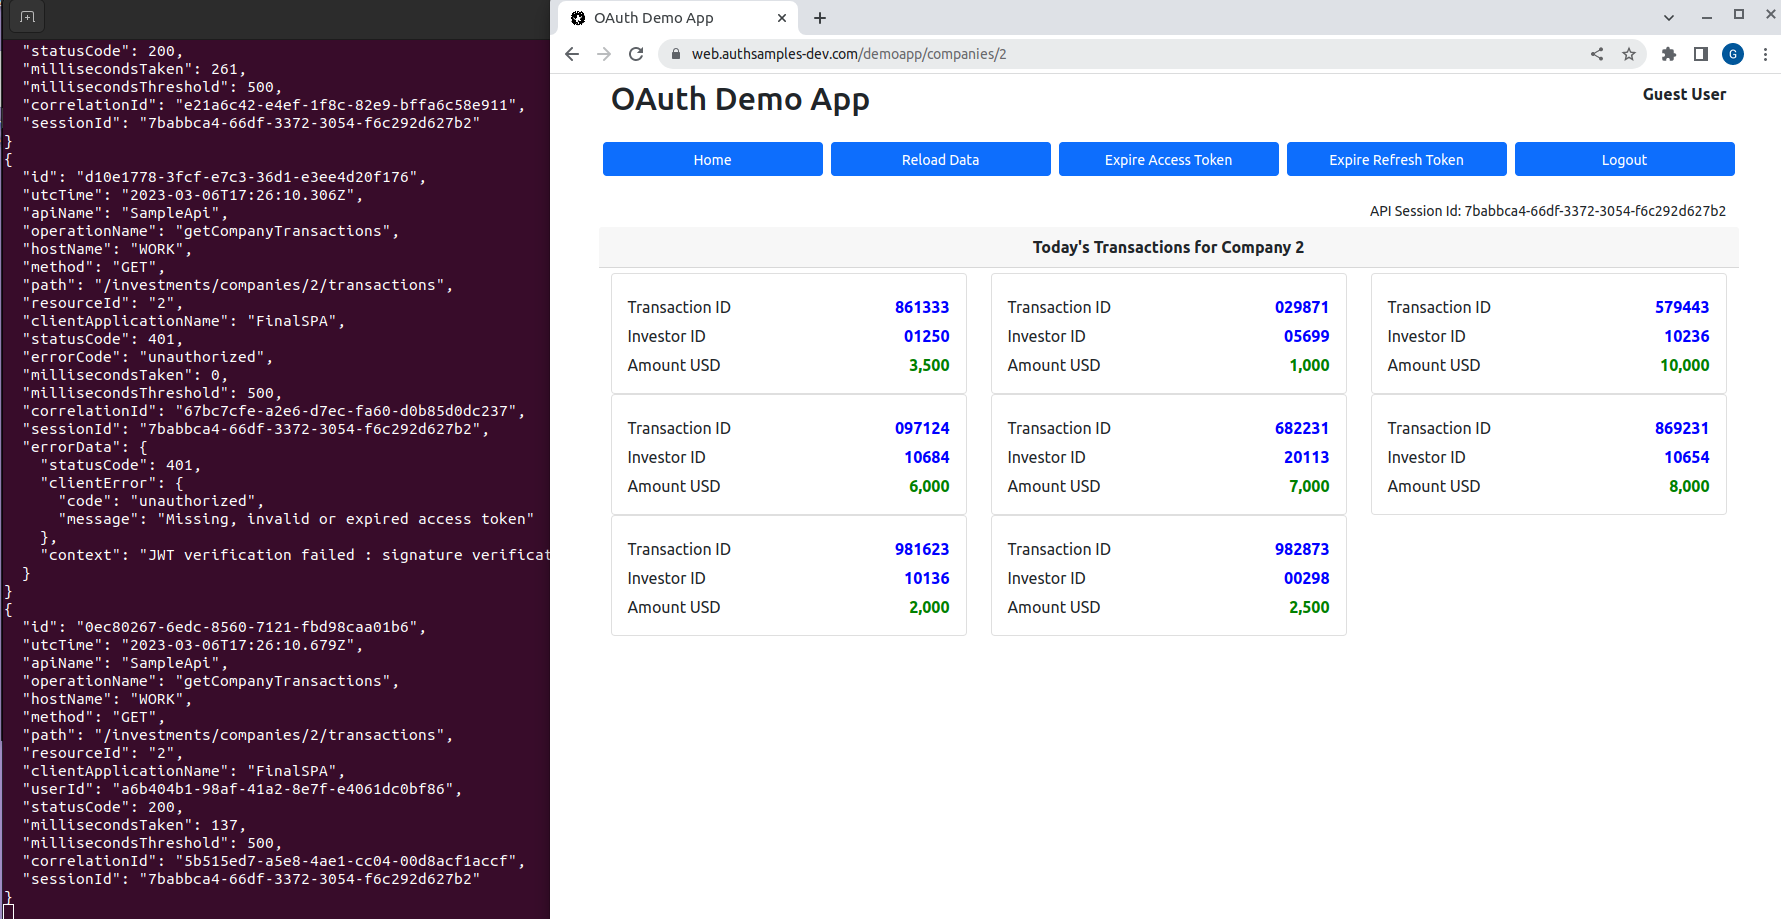 "statusCode": 200,
"millisecondsTaken": 261,
"millisecondsThreshold": 500,
"correlationId": "e21a6c42-e4ef-1f8c-82e9-bffa6c58e911",
"sessionId": "7babbca4-66df-3372-3054-f6c292d627b2"
}
{
"id": "d10e1778-3fcf-e7c3-36d1-e3ee4d20f176",
"utcTime": "2023-03-06T17:26:10.306Z",
"apiName": "SampleApi",
"operationName": "getCompanyTransactions",
"hostName": "WORK",
"method": "GET",
"path": "/investments/companies/2/transactions",
"resourceId": "2",
"clientApplicationName": "FinalSPA",
"statusCode": 401,
"errorCode": "unauthorized",
"millisecondsTaken": 0,
"millisecondsThreshold": 500,
"correlationId": "67bc7cfe-a2e6-d7ec-fa60-d0b85d0dc237",
"sessionId": "7babbca4-66df-3372-3054-f6c292d627b2",
"errorData": {
"statusCode": 401,
"clientError": {
"code": "unauthorized",
"message": "Missing, invalid or expired access token"
},
"context": "JWT verification failed : signature verificat
}
}
{
"id": "0ec80267-6edc-8560-7121-fbd98caa01b6",
"utcTime": "2023-03-06T17:26:10.679Z",
"apiName": "SampleApi",
"operationName": "getCompanyTransactions",
"hostName": "WORK",
"method": "GET",
"path": "/investments/companies/2/transactions",
"resourceId": "2",
"clientApplicationName": "FinalSPA",
"userId": "a6b404b1-98af-41a2-8e7f-e4061dc0bf86",
"statusCode": 200,
"millisecondsTaken": 137,
"millisecondsThreshold": 500,
"correlationId": "5b515ed7-a5e8-4ae1-cc04-00d8acf1accf",
"sessionId": "7babbca4-66df-3372-3054-f6c292d627b2"
}
OAuth Demo App
web.authsamples-dev.com/demoapp/companies/2
G
OAuth Demo App
Guest User
Home Reload Data Expire Access Token Expire Refresh Token Logout
API Session Id: 7babbca4-66df-3372-3054-f6c292d627b2
Today's Transactions for Company 2
Transaction ID 861333
Investor ID 01250
Amount USD 3,500
Transaction ID 029871
Investor ID 05699
Amount USD 1,000
Transaction ID 579443
Investor ID 10236
Amount USD 10,000
Transaction ID 097124
Investor ID 10684
Amount USD 6,000
Transaction ID 682231
Investor ID 20113
Amount USD 7,000
Transaction ID 869231
Investor ID 10654
Amount USD 8,000
Transaction ID 981623
Investor ID 10136
Amount USD 2,000
Transaction ID 982873
Investor ID 00298
Amount USD 2,500